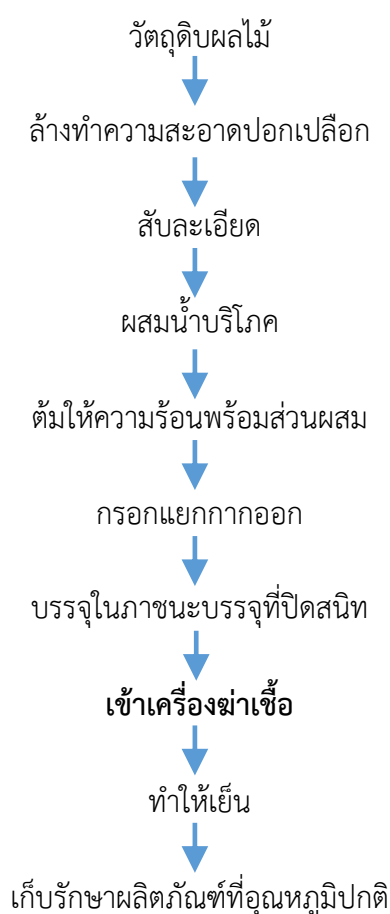 วัตถุดิบผลไม้
ล้างทำความสะอาดปอกเปลือก
สับละเอียด
ผสมน้ำบริโภค
ต้มให้ความร้อนพร้อมส่วนผสม
กรอกแยกกากออก
บรรจุในภาชนะบรรจุที่ปิดสนิท
เข้าเครื่องฆ่าเชื้อ
ทำให้เย็น
เก็บรักษาผลิตภัณฑ์ที่อุณหภูมิปกติ